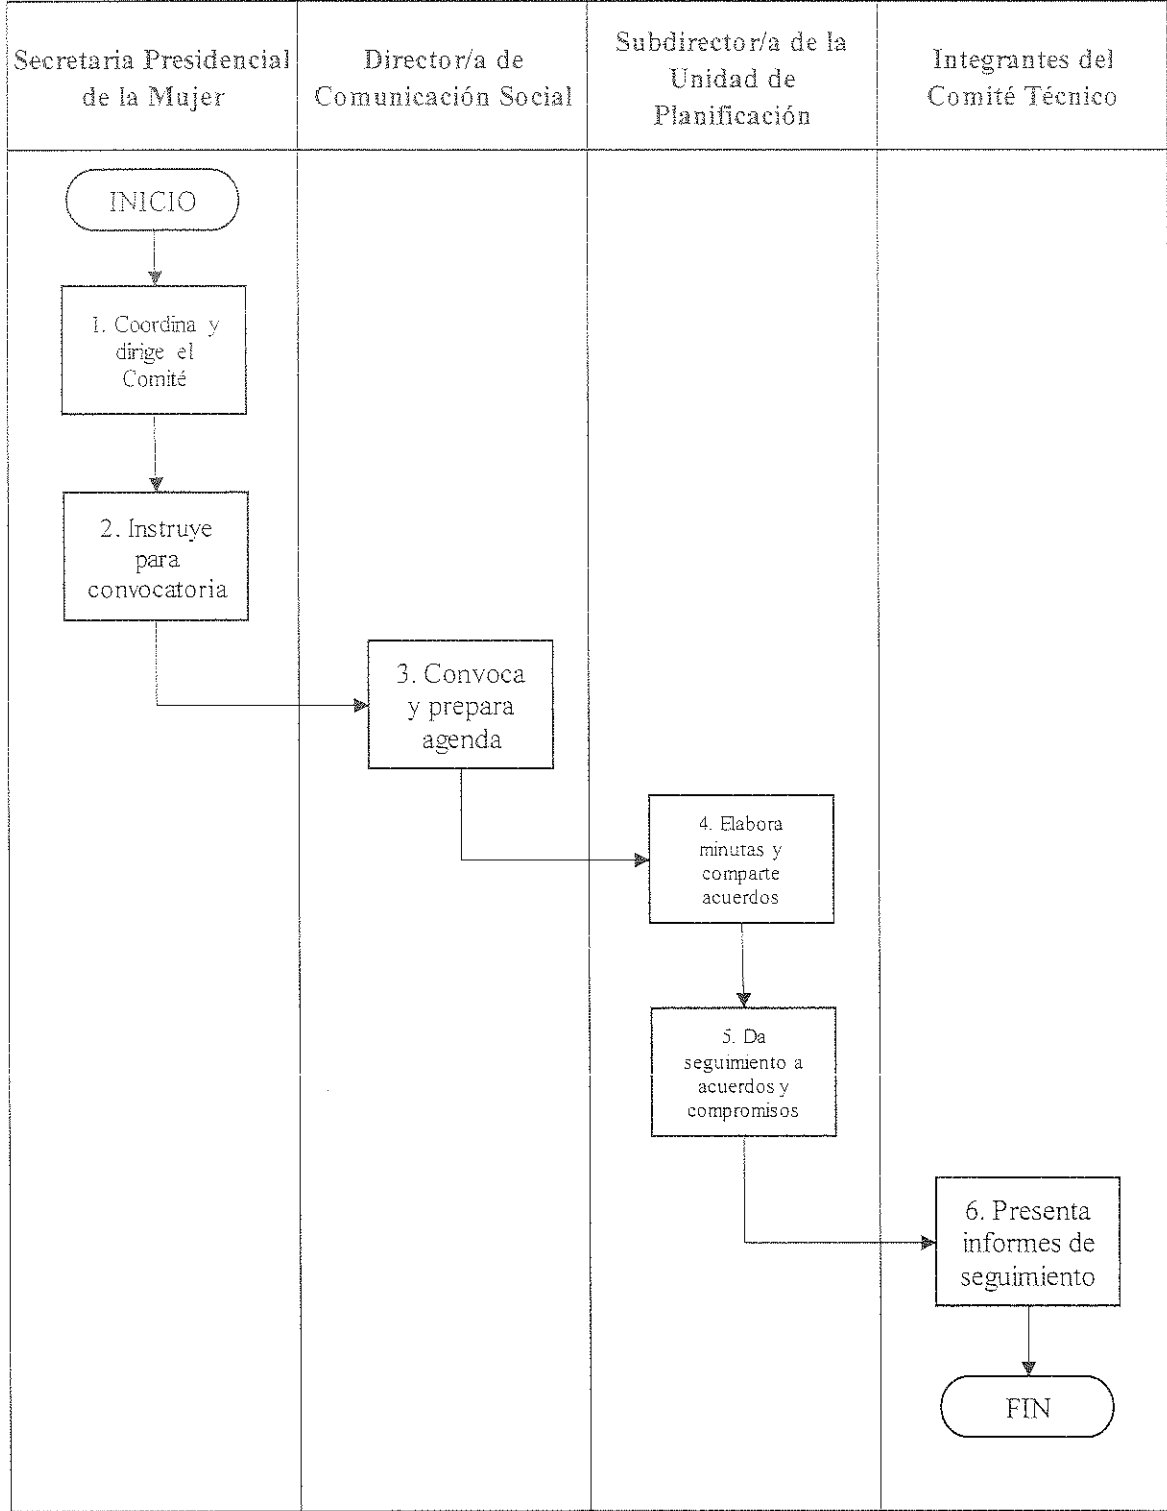 Secretaria Presidencial
de la Mujer
Director/a de
Comunicación Social
Subdirector/a de la
Unidad de
Planificación
Integrantes del
Comité Técnico
INICIO
1. Coordina y
dirige el
Comité
2. Instruye
para
convocatoria
3. Convoca
y prepara
agenda
4. Elabora
minutas y
comparte
acuerdos
5. Da
seguimiento a
acuerdos y
compromisos
6. Presenta
informes de
seguimiento
FIN